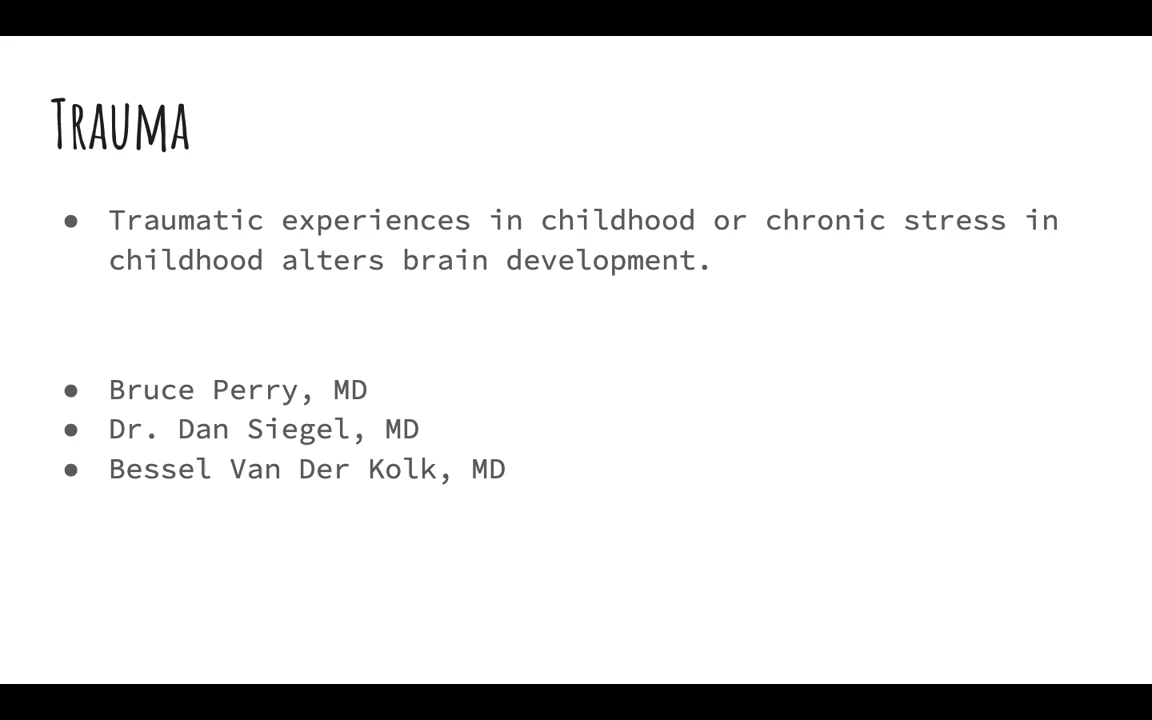 Trauma
● Traumatic experiences in childhood or chronic stress in
childhood alters brain development.
● Bruce Perry, MD
● Dr. Dan Siegel, MD
● Bessel Van Der Kolk, MD